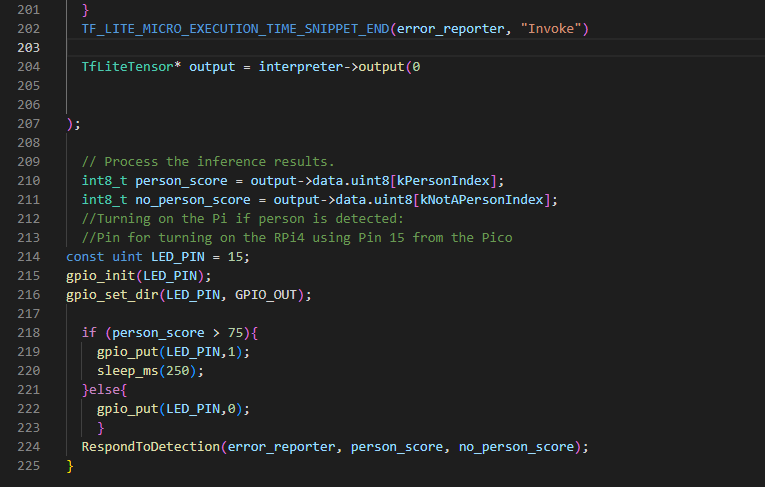 201 }
202 TF_LITE_MICRO_EXECUTION_TIME_SNIPPET_END(error_reporter, "Invoke")
203
204 TfLiteTensor* output = interpreter->output(0
205
206
207 );
208
209 // Process the inference results.
210 int8_t person_score = output->data.uint8[kPersonIndex];
211 int8_t no_person_score = output->data.uint8[kNotAPersonIndex];
212 //Turning on the Pi if person is detected:
213 //Pin for turning on the RPi4 using Pin 15 from the Pico
214 const uint LED_PIN = 15;
215 gpio_init(LED_PIN);
216 gpio_set_dir(LED_PIN, GPIO_OUT);
217
218 if (person_score > 75){
219 gpio_put(LED_PIN,1);
220 sleep_ms(250);
221 }else{
222 gpio_put(LED_PIN,0);
223 }
224 RespondToDetection(error_reporter, person_score, no_person_score);
225 }